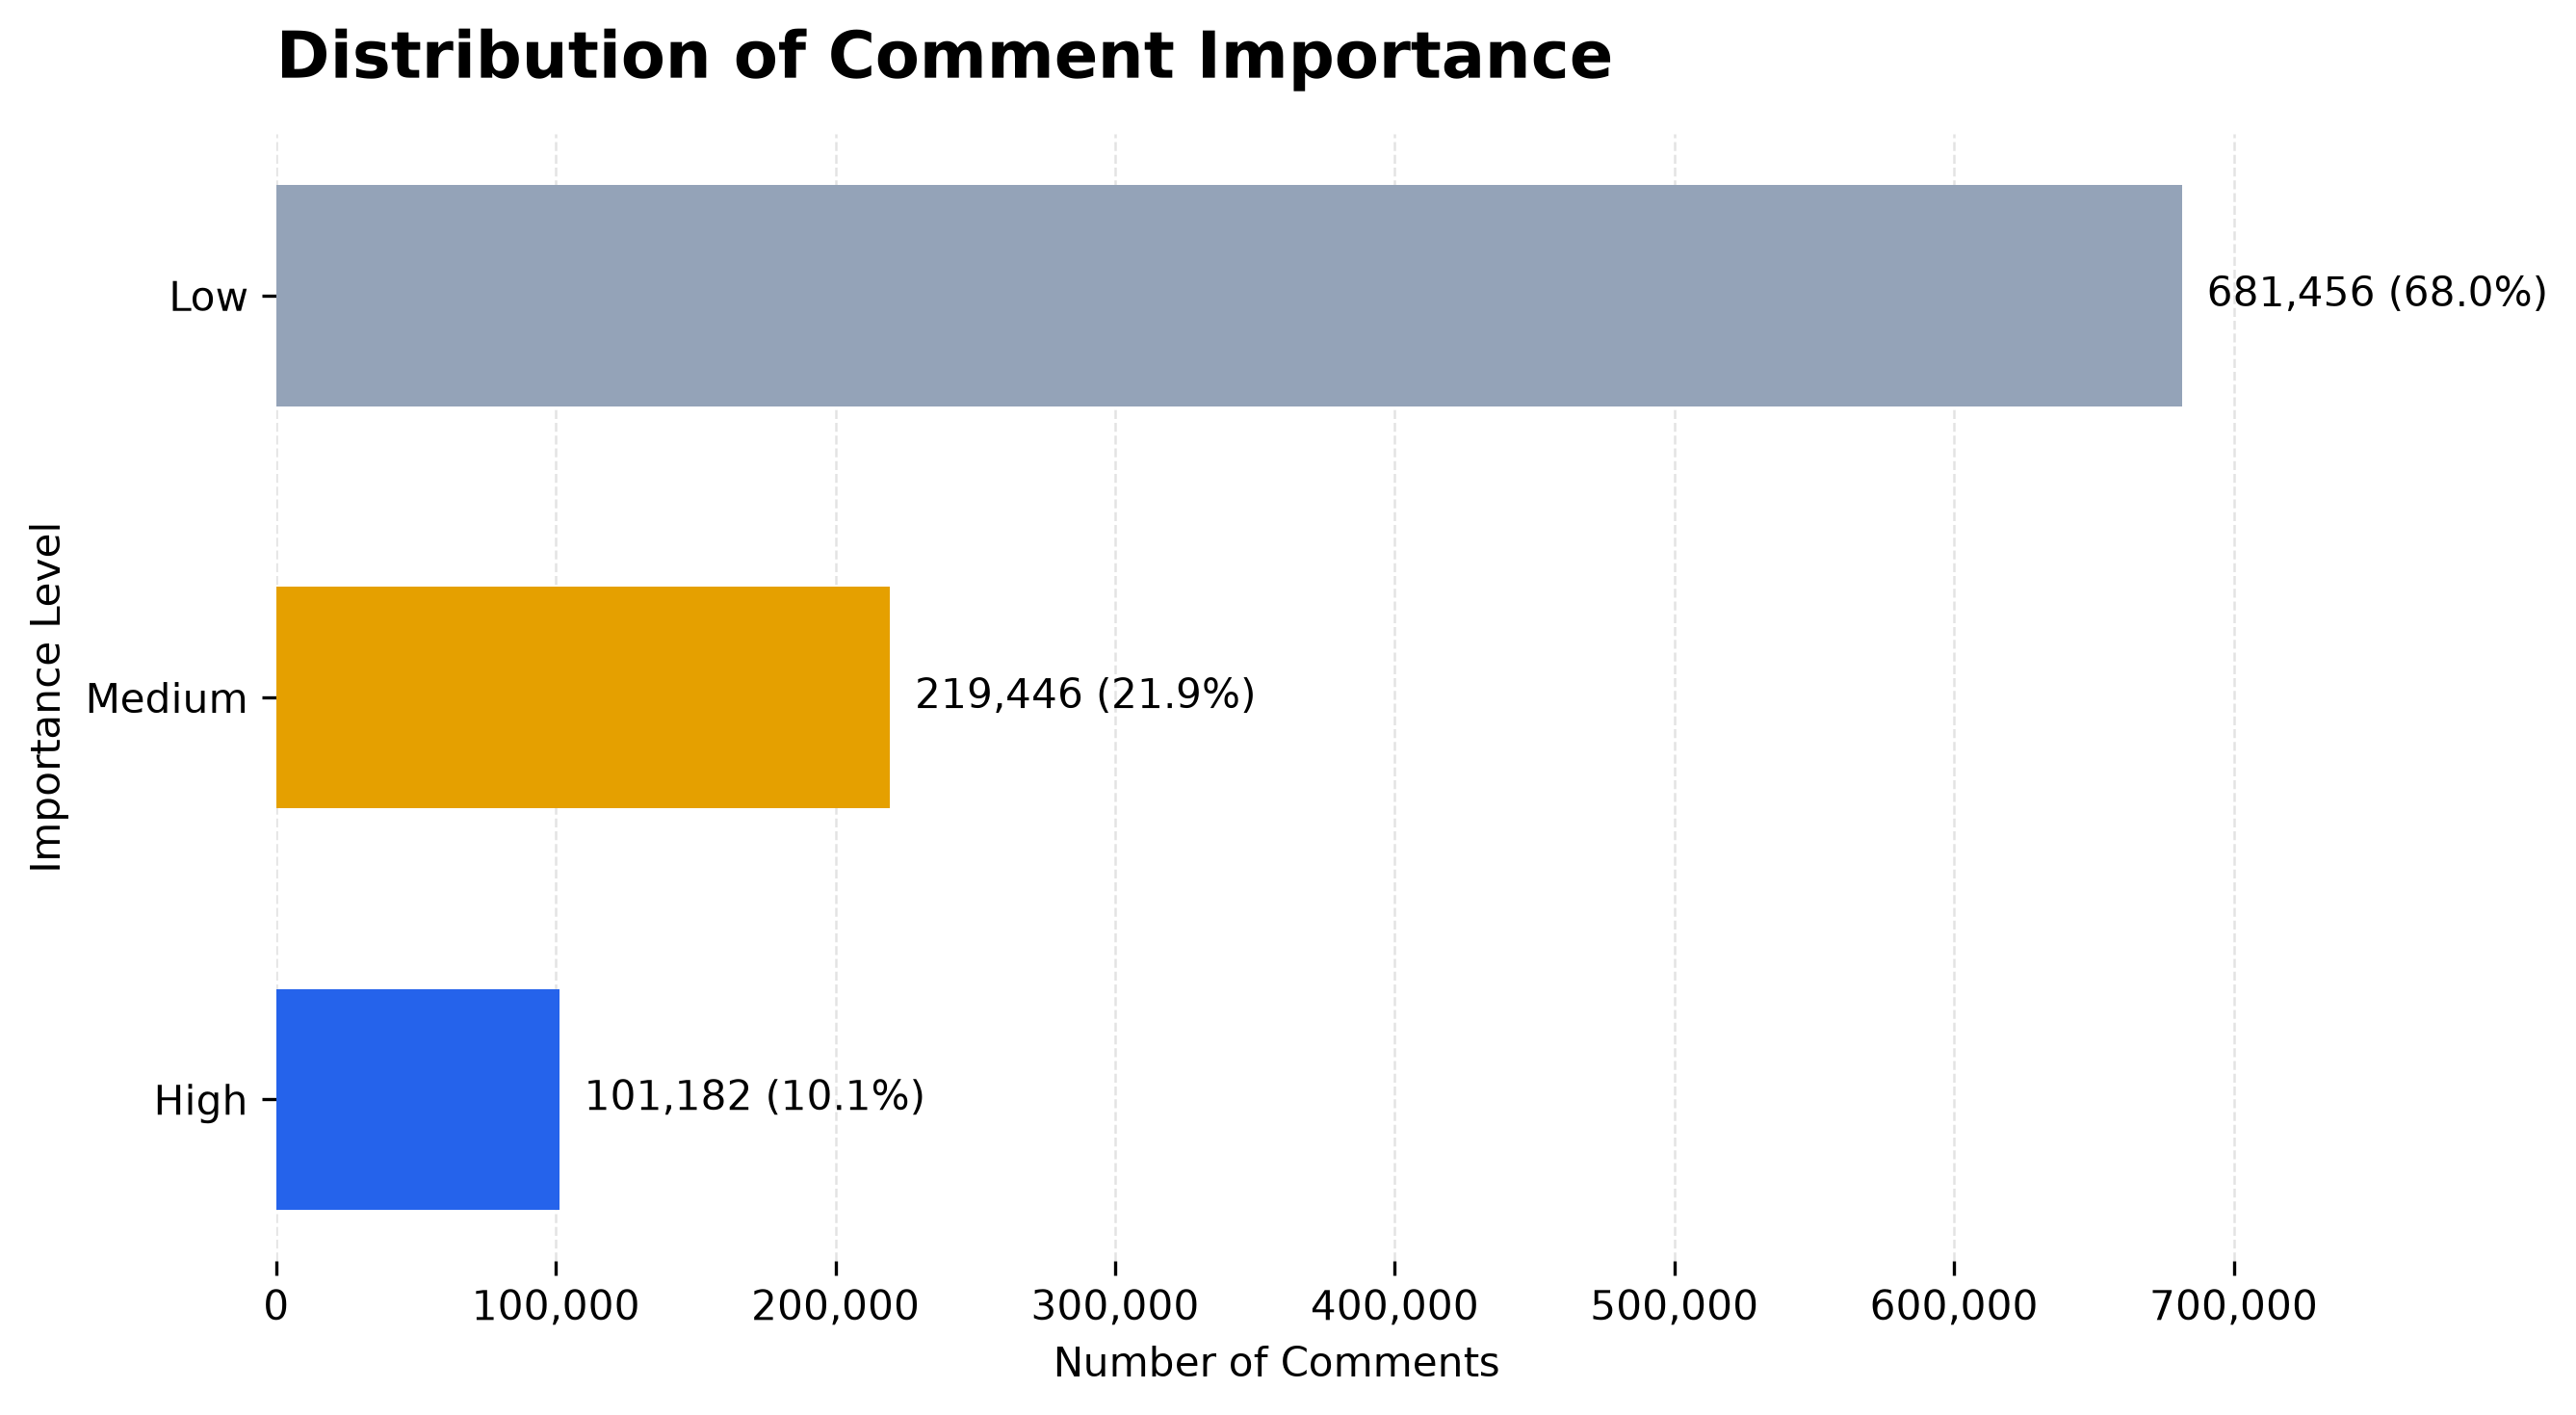 Distribution of Comment Importance
Low
681,456 (68.0%)
Importance Level
Medium
219,446 (21.9%)
High
101,182 (10.1%)
0
100,000
200,000
300,000
400,000
500,000
600,000
700,000
Number of Comments